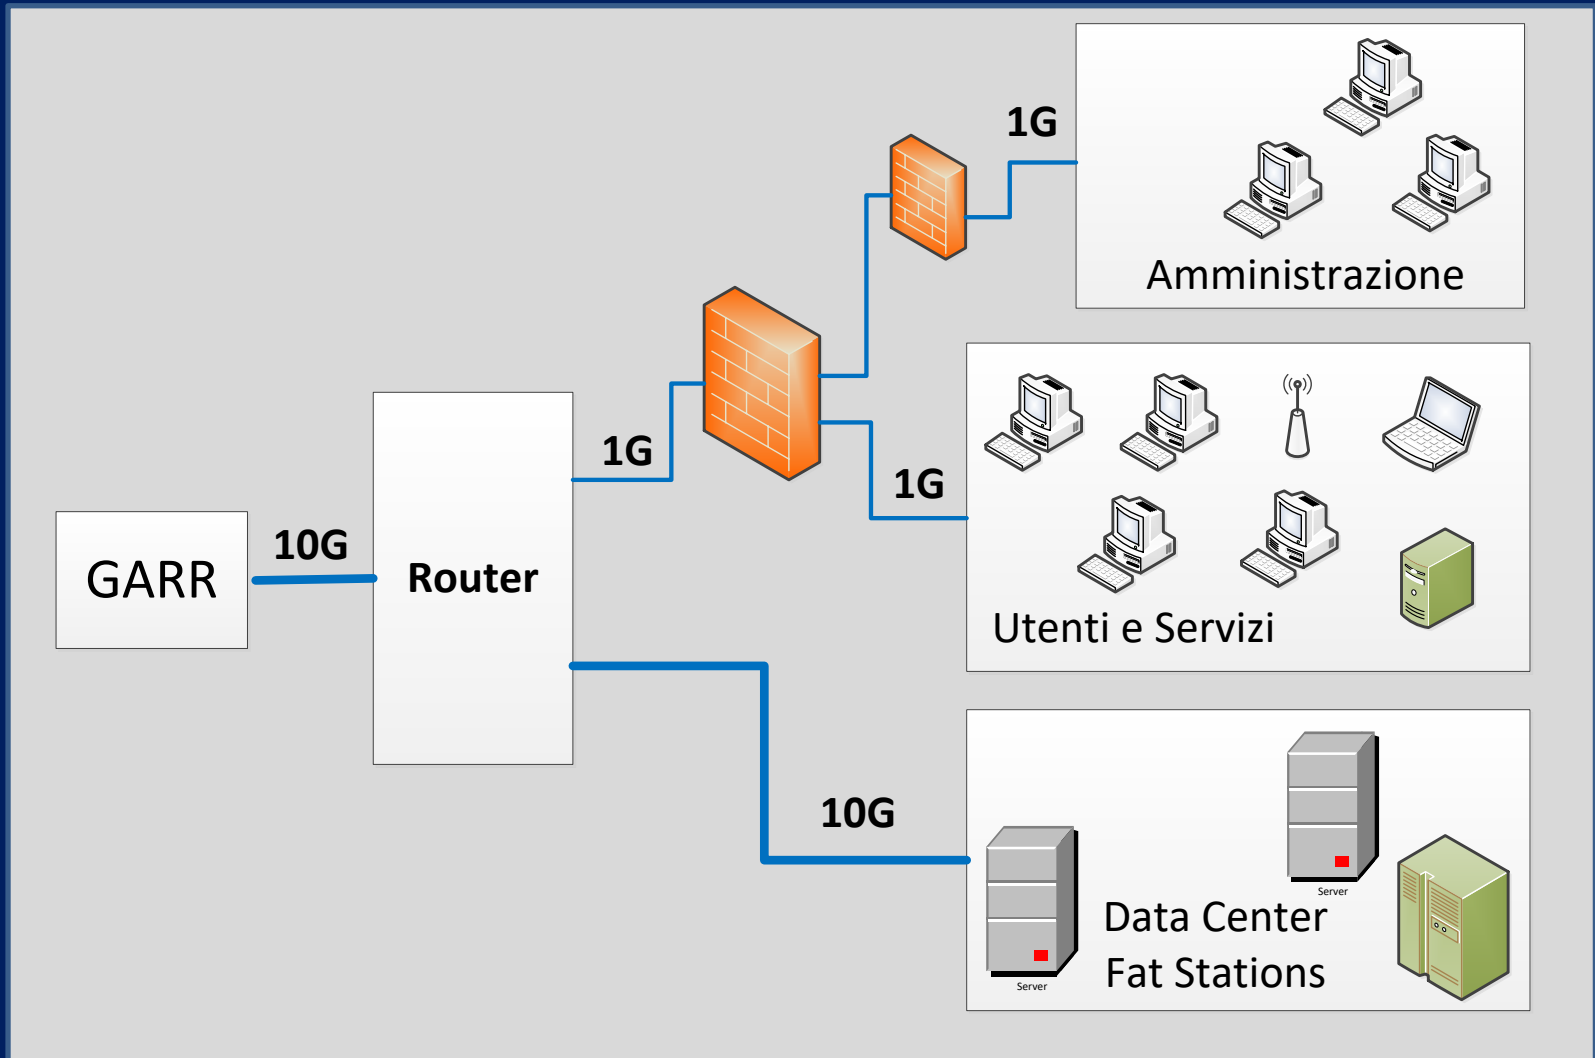 1G
Amministrazione
1G
1G
Utenti e Servizi
GARR
10G
Router
10G
Server
Data Center
Fat Stations
Server